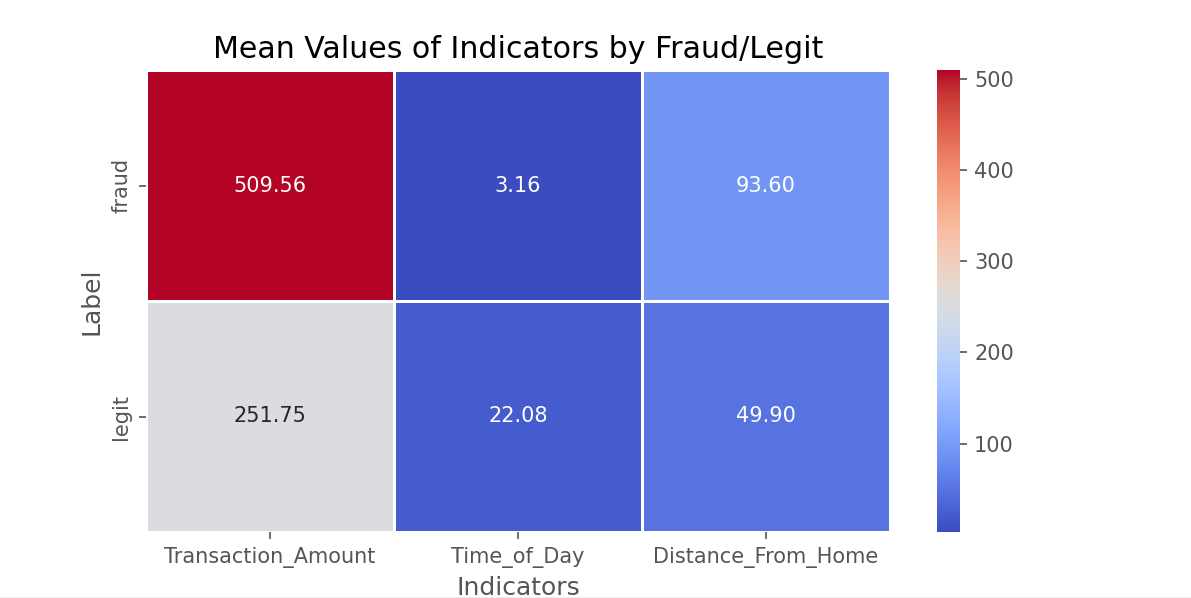 Mean Values of Indicators by Fraud/Legit
fraud
509.56
3.16
93.60
legit
251.75
22.08
49.90
Label
Transaction_Amount
Time_of_Day
Distance_From_Home
Indicators
500
400
300
200
100